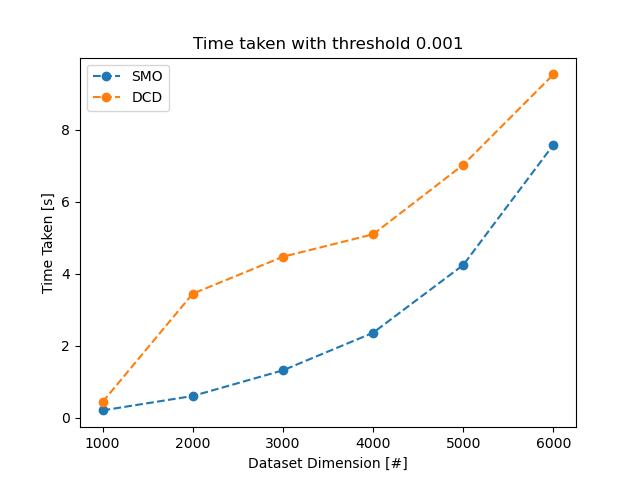 Time taken with threshold 0.001
SMO
DCD
8
6
4
2
0
Time Taken [s]
1000 2000 3000 4000 5000 6000
Dataset Dimension [#]